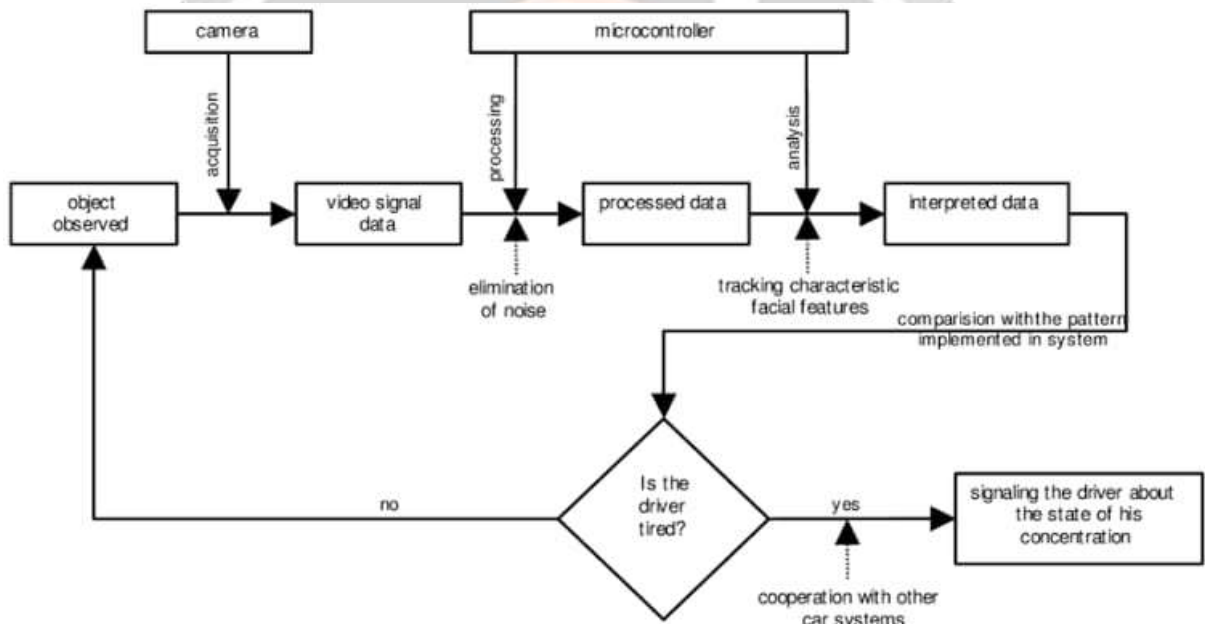 camera
microcontroller
acquisition
processing
analysis
object
observed
video signal
data
processed data
interpreted data
elimination
of noise
tracking characteristic
facial features
comparision withthe pattern
implemented in system
Is the
driver
tired?
no
yes
signaling the driver about
the state of his
concentration
cooperation with other
car systems